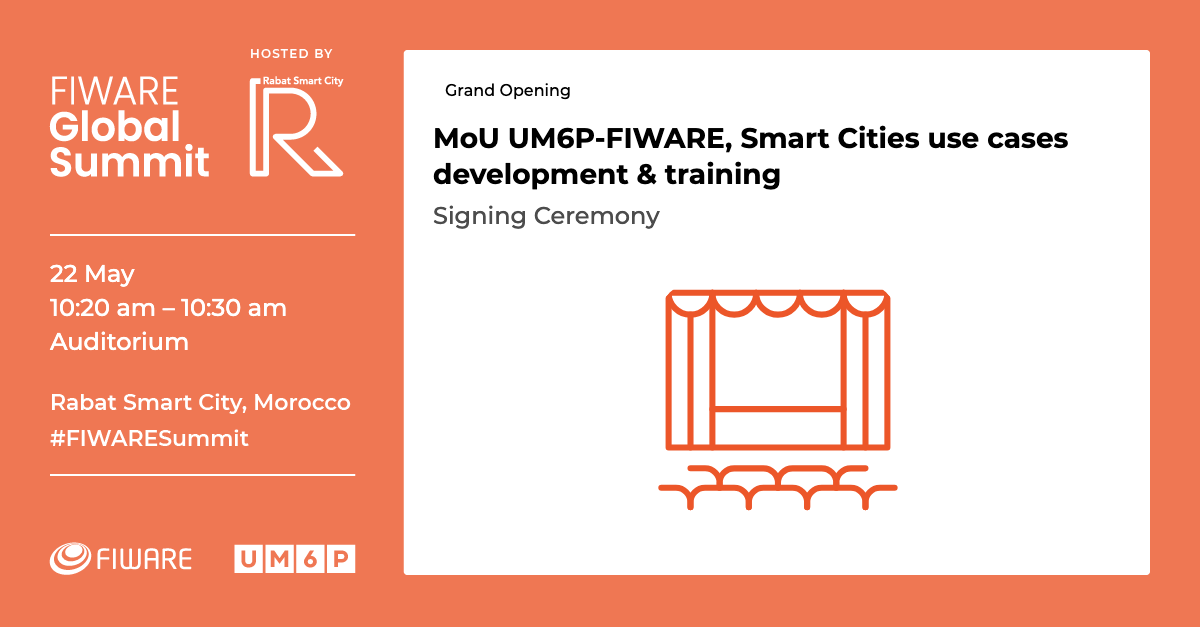 FIWARE
Global
Summit
HOSTED BY
Rabat Smart City
R
22 May
10:20 am – 10:30 am
Auditorium
Rabat Smart City, Morocco
#FIWARESummit
FIWARE
UM6P
Grand Opening
MoU UM6P-FIWARE, Smart Cities use cases
development & training
Signing Ceremony